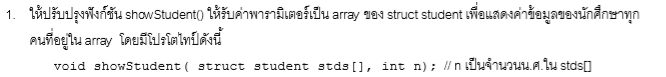 1. ให้ปรับปรุงฟังก์ชัน showStudent() ให้รับค่าพารามิเตอร์เป็น array ของ struct student เพื่อแสดงค่าข้อมูลของนักศึกษาทุก
คนที่อยู่ใน array โดยมีโปรโตไทป์ดังนี้
void showStudent( struct student stds[], int n); // n เป็นจำนวนน.ศ.ใน stds[]